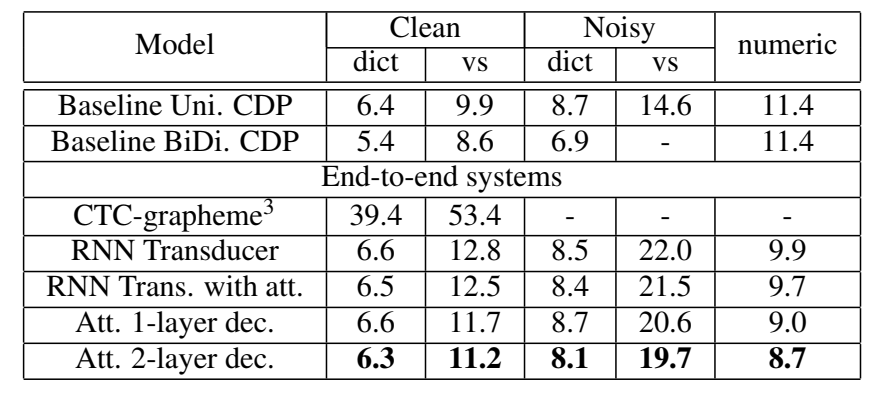 Model Clean Noisy numeric
dict vs dict vs
Baseline Uni. CDP 6.4 9.9 8.7 14.6 11.4
Baseline BiDi. CDP 5.4 8.6 6.9 - 11.4
End-to-end systems
CTC-grapheme³ 39.4 53.4 - - -
RNN Transducer 6.6 12.8 8.5 22.0 9.9
RNN Trans. with att. 6.5 12.5 8.4 21.5 9.7
Att. 1-layer dec. 6.6 11.7 8.7 20.6 9.0
Att. 2-layer dec. 6.3 11.2 8.1 19.7 8.7